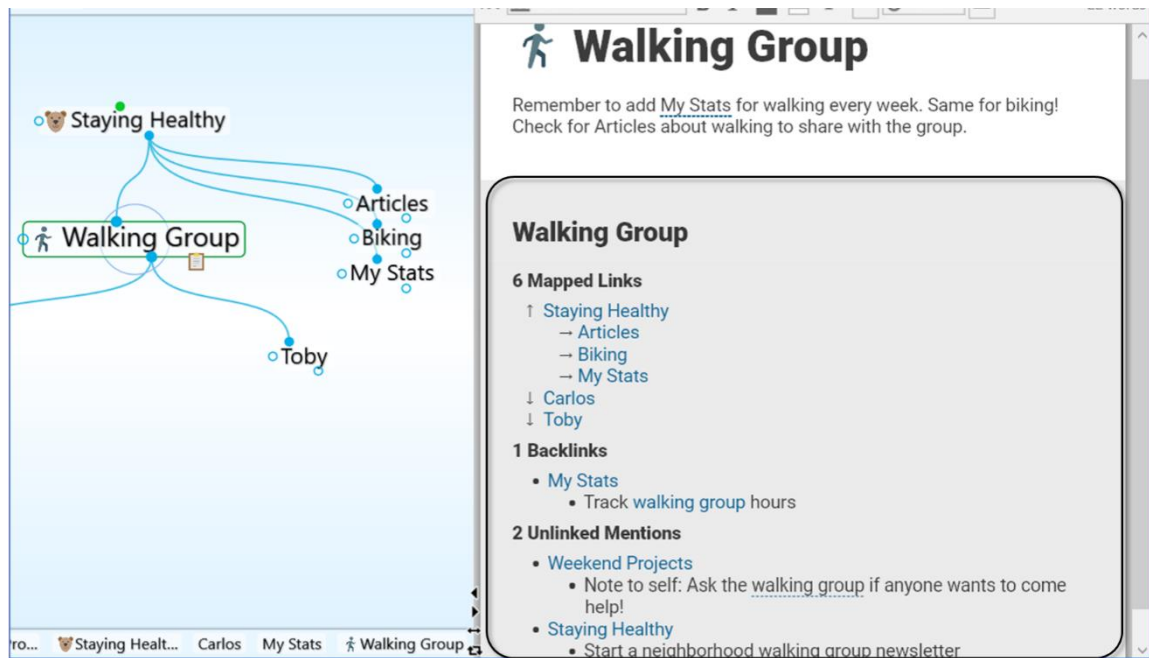 Staying Healthy
Articles
Walking Group
Biking
My Stats
Toby
Staying Healt...
Carlos
My Stats
Walking Group
Walking Group
Remember to add My Stats for walking every week. Same for biking!
Check for Articles about walking to share with the group.
Walking Group
6 Mapped Links
↑ Staying Healthy
→ Articles
→ Biking
→ My Stats
↓ Carlos
↓ Toby
1 Backlinks
• My Stats
• Track walking group hours
2 Unlinked Mentions
• Weekend Projects
• Note to self: Ask the walking group if anyone wants to come
help!
• Staying Healthy
• Start a neighborhood walking group newsletter